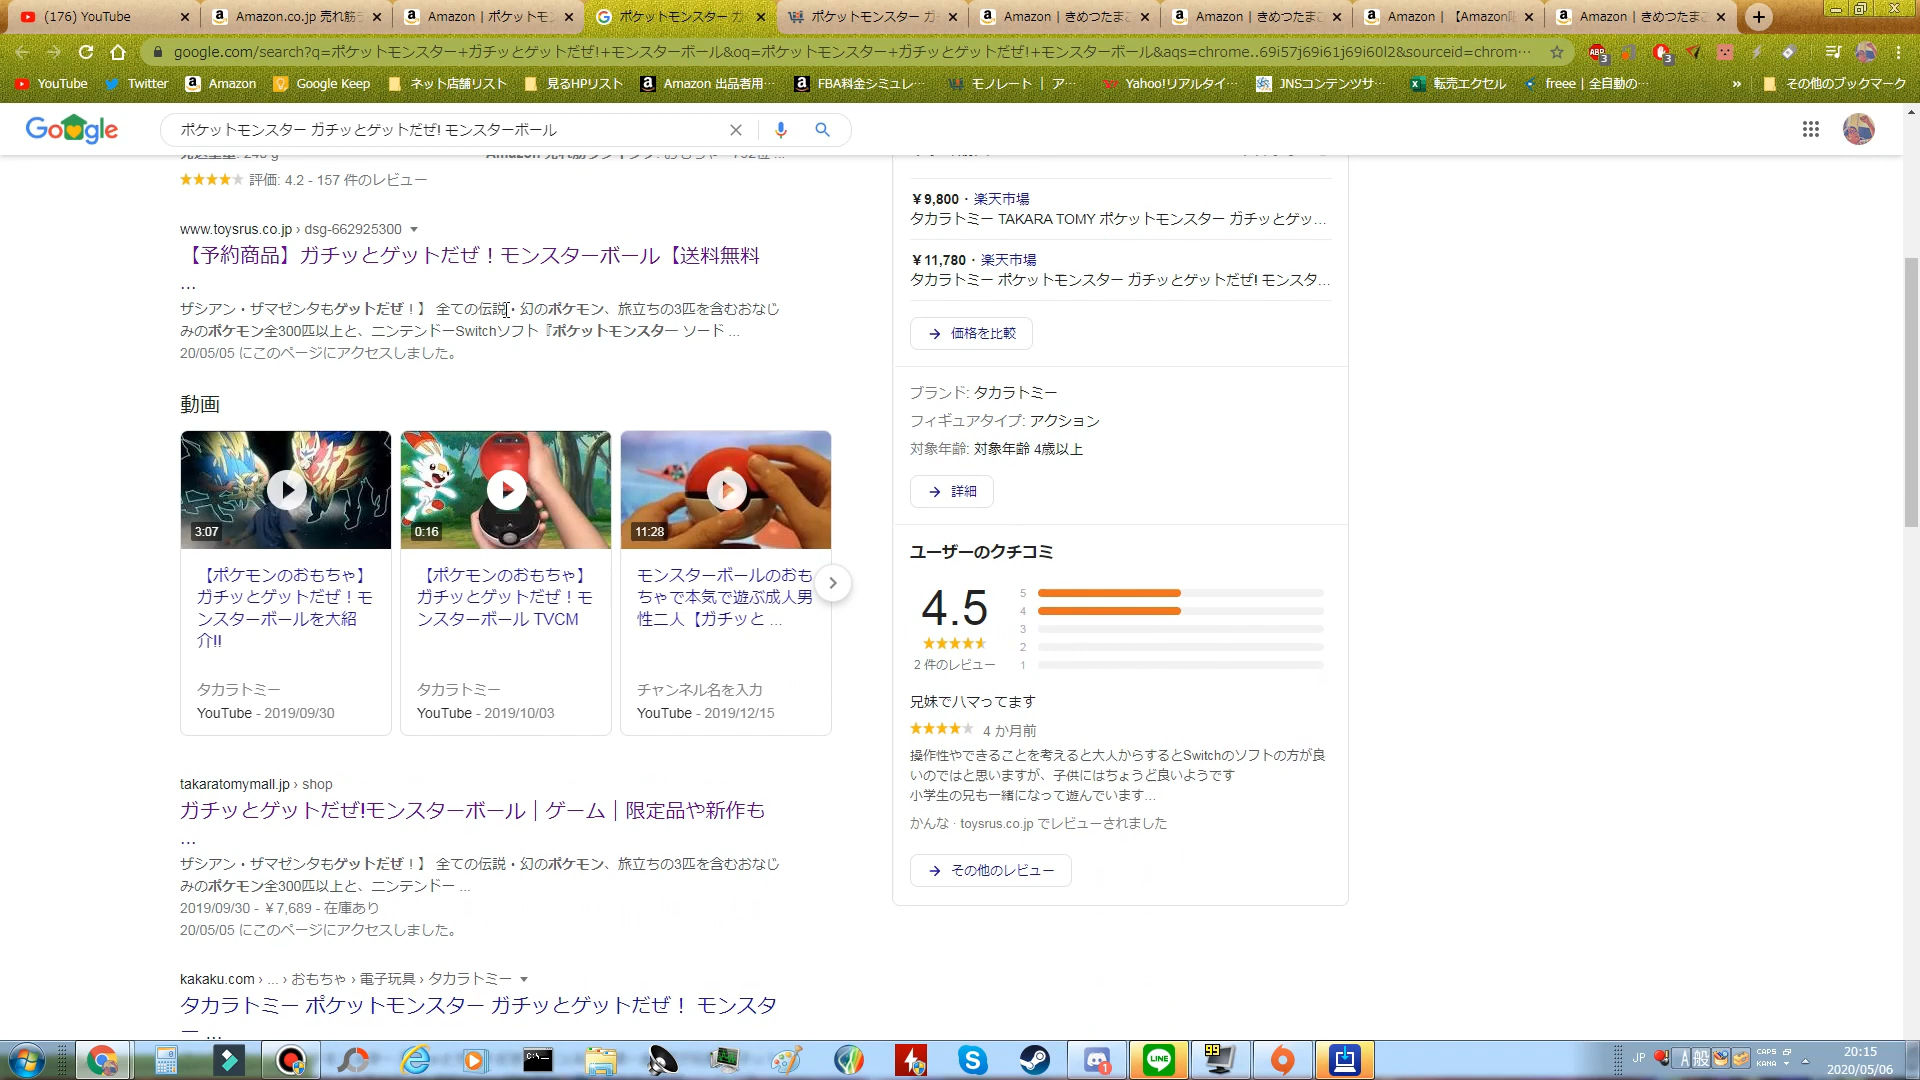 (176) YouTube
Amazon.co.jp 売れ筋ラ
Amazon | ポケットモン
ポケットモンスター ガ
ポケットモンスター ガ
Amazon | きめつたまご
Amazon | きめつたまご
Amazon | 【Amazon限
Amazon | きめつたまご
google.com/search?q=ポケットモンスター+ガチッとゲットだぜ!+モンスターボール&oq=ポケットモンスター+ガチッとゲットだぜ!+モンスターボール&aqs=chrome..69i57j69i61j69i60l2&sourceid=chrom…
YouTube
Twitter
Amazon
Google Keep
ネット店舗リスト
見るHPリスト
Amazon 出品者用…
FBA料金シミュレ…
モノレート | ア…
Yahoo!リアルタイ…
JNSコンテンツサ…
転売エクセル
freee | 全自動の…
»
その他のブックマーク
Google
ポケットモンスター ガチッとゲットだぜ! モンスターボール
評価: 4.2 - 157 件のレビュー
www.toysrus.co.jp › dsg-662925300
【予約商品】ガチッとゲットだぜ！モンスターボール【送料無料
...
ザシアン・ザマゼンタもゲットだぜ！】 全ての伝説・幻のポケモン、旅立ちの3匹を含むおなじ
みのポケモン全300匹以上と、ニンテンドーSwitchソフト『ポケットモンスター ソード ...
20/05/05 にこのページにアクセスしました。
動画
3:07
0:16
11:28
【ポケモンのおもちゃ】
ガチッとゲットだぜ！モ
ンスターボールを大紹
介!!
タカラトミー
YouTube - 2019/09/30
【ポケモンのおもちゃ】
ガチッとゲットだぜ！モ
ンスターボール TVCM
タカラトミー
YouTube - 2019/10/03
モンスターボールのおも
ちゃで本気で遊ぶ成人男
性二人【ガチッと ...
チャンネル名を入力
YouTube - 2019/12/15
takaratomymall.jp › shop
ガチッとゲットだぜ!モンスターボール｜ゲーム｜限定品や新作も
...
ザシアン・ザマゼンタもゲットだぜ！】 全ての伝説・幻のポケモン、旅立ちの3匹を含むおなじ
みのポケモン全300匹以上と、ニンテンドー ...
2019/09/30 - ￥7,689 - 在庫あり
20/05/05 にこのページにアクセスしました。
kakaku.com › ... › おもちゃ › 電子玩具 › タカラトミー
タカラトミー ポケットモンスター ガチッとゲットだぜ！ モンスタ
ー ...
￥9,800 · 楽天市場
タカラトミー TAKARA TOMY ポケットモンスター ガチッとゲッ...
￥11,780 · 楽天市場
タカラトミー ポケットモンスター ガチッとゲットだぜ! モンスタ...
価格を比較
ブランド: タカラトミー
フィギュアタイプ: アクション
対象年齢: 対象年齢 4歳以上
詳細
ユーザーのクチコミ
4.5
2 件のレビュー
5
4
3
2
1
兄妹でハマってます
4 か月前
操作性やできることを考えると大人からするとSwitchのソフトの方が良
いのではと思いますが、子供にはちょうど良いようです
小学生の兄も一緒になって遊んでいます...
かんな · toysrus.co.jp でレビューされました
その他のレビュー
JP
A 般
CAPS
KANA
20:15
2020/05/06